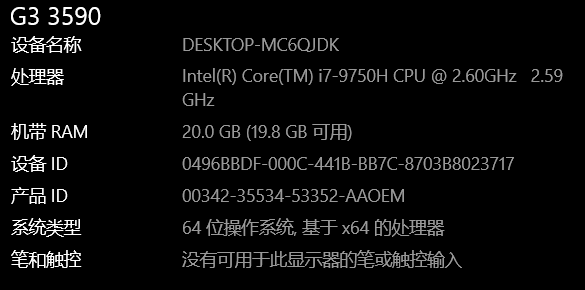 G3 3590
设备名称 DESKTOP-MC6QJDK
处理器 Intel(R) Core(TM) i7-9750H CPU @ 2.60GHz 2.59
GHz
机带 RAM 20.0 GB (19.8 GB 可用)
设备 ID 0496BBDF-000C-441B-BB7C-8703B8023717
产品 ID 00342-35534-53352-AAOEM
系统类型 64 位操作系统, 基于 x64 的处理器
笔和触控 没有可用于此显示器的笔或触控输入